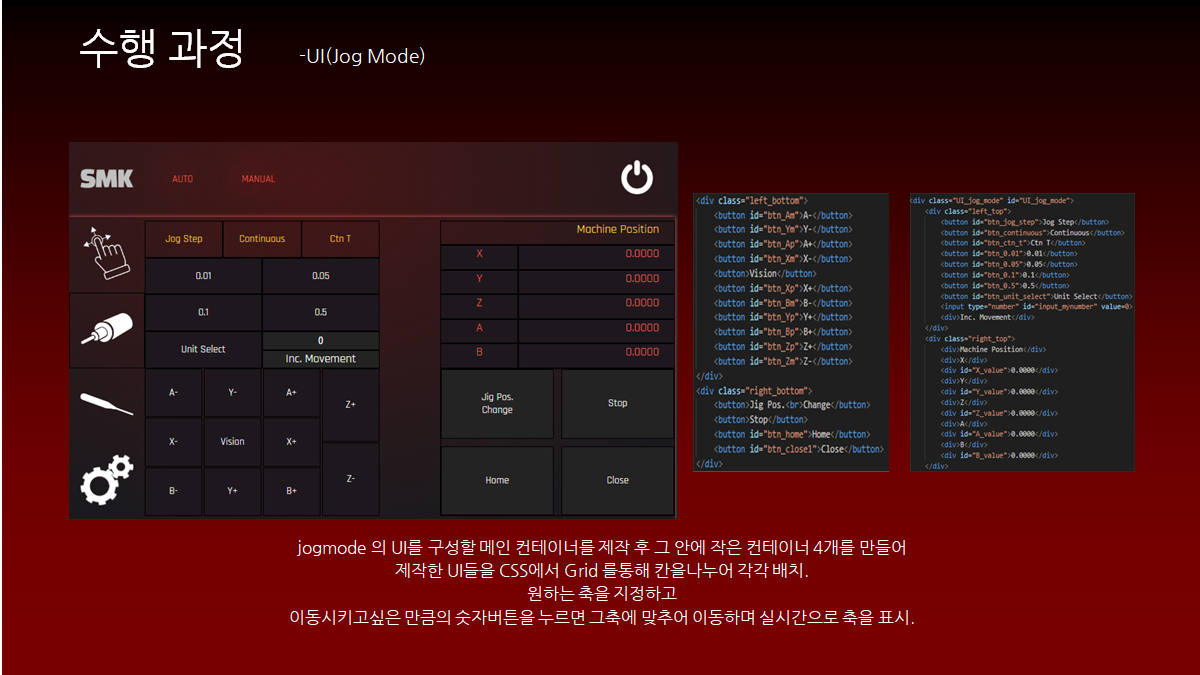 수행 과정
-UI(Jog Mode)
SMK
AUTO
MANUAL
Jog Step
Continuous
Ctn T
0.01
0.05
0.1
0.5
Unit Select
0
Inc. Movement
A-
Y-
A+
Z+
X-
Vision
X+
B-
Y+
B+
Z-
Machine Position
X 0.0000
Y 0.0000
Z 0.0000
A 0.0000
B 0.0000
Jig Pos.
Change
Stop
Home
Close
<div class="left_bottom">
<button id="btn_Am">A-</button>
<button id="btn_Ym">Y-</button>
<button id="btn_Ap">A+</button>
<button id="btn_Xm">X-</button>
<button>Vision</button>
<button id="btn_Xp">X+</button>
<button id="btn_Bm">B-</button>
<button id="btn_Yp">Y+</button>
<button id="btn_Bp">B+</button>
<button id="btn_Zp">Z+</button>
<button id="btn_Zm">Z-</button>
</div>
<div class="right_bottom">
<button>Jig Pos.<br>Change</button>
<button>Stop</button>
<button id="btn_home">Home</button>
<button id="btn_close1">Close</button>
</div>
<div class="UI_jog_mode" id="UI_jog_mode">
<div class="left_top">
<button id="btn_jog_step">Jog Step</button>
<button id="btn_continuous">Continuous</button>
<button id="btn_ctn_t">Ctn T</button>
<button id="btn_0.01">0.01</button>
<button id="btn_0.05">0.05</button>
<button id="btn_0.1">0.1</button>
<button id="btn_0.5">0.5</button>
<button id="btn_unit_select">Unit Select</button>
<input type="number" id="input_mynumber" value=0>
<div>Inc. Movement</div>
</div>
<div class="right_top">
<div>Machine Position</div>
<div>X</div>
<div id="X_value">0.0000</div>
<div>Y</div>
<div id="Y_value">0.0000</div>
<div>Z</div>
<div id="Z_value">0.0000</div>
<div>A</div>
<div id="A_value">0.0000</div>
<div>B</div>
<div id="B_value">0.0000</div>
</div>
jogmode 의 UI를 구성할 메인 컨테이너를 제작 후 그 안에 작은 컨테이너 4개를 만들어
제작한 UI들을 CSS에서 Grid 를통해 칸을나누어 각각 배치.
원하는 축을 지정하고
이동시키고싶은 만큼의 숫자버튼을 누르면 그축에 맞추어 이동하며 실시간으로 축을 표시.